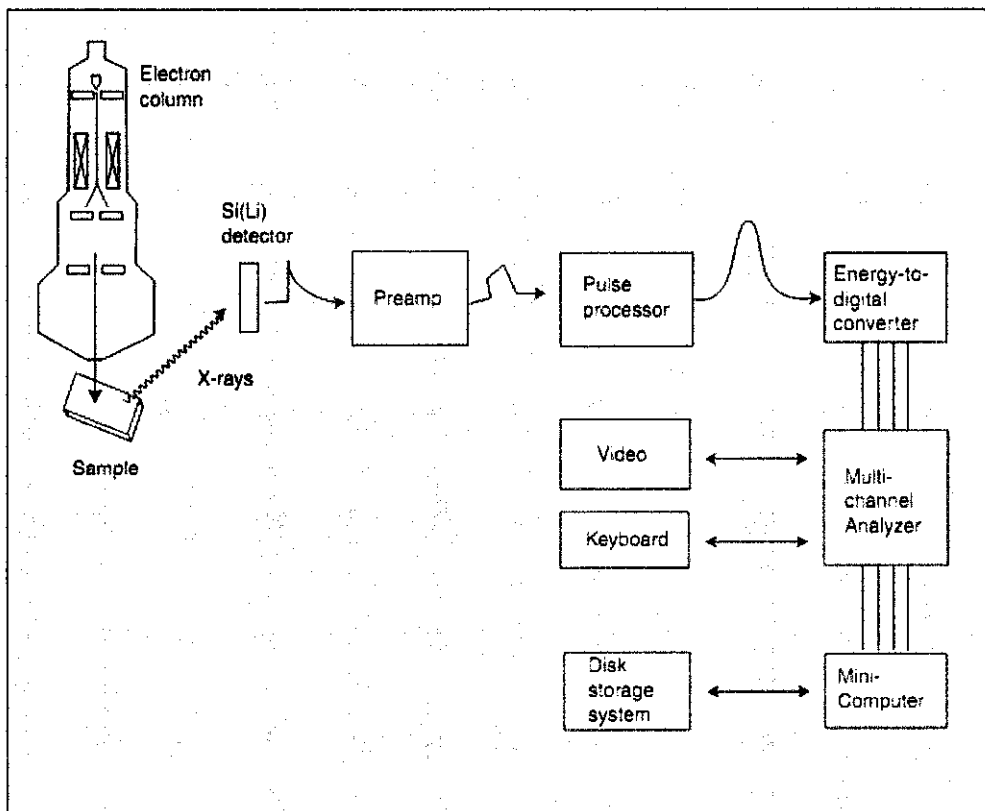 Electron
column
Si(Li)
detector
Preamp
Pulse
processor
Energy-to-
digital
converter
X-rays
Sample
Video
Multi-
channel
Analyzer
Keyboard
Disk
storage
system
Mini-
Computer